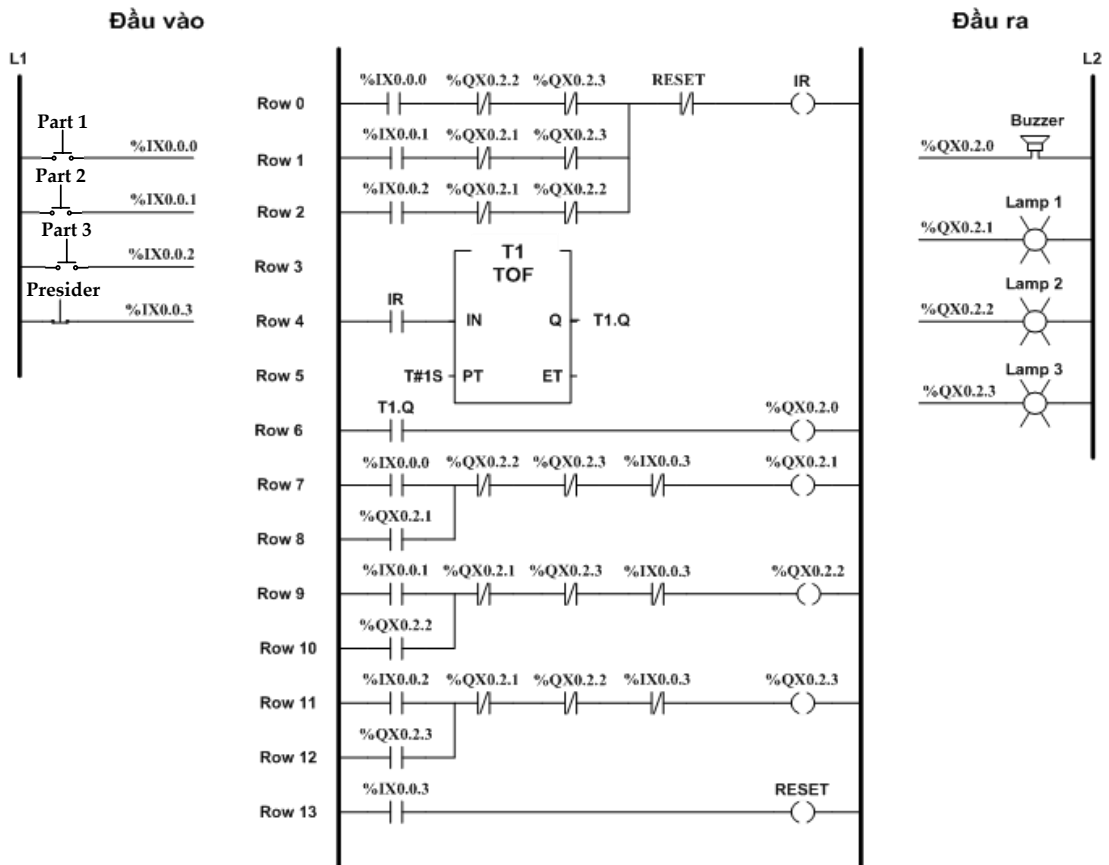 Đầu vào
Đầu ra
L1
L2
Part 1
%IX0.0.0
Part 2
%IX0.0.1
Part 3
%IX0.0.2
Presider
%IX0.0.3
Row 0
%IX0.0.0 %QX0.2.2 %QX0.2.3 RESET IR
Row 1
%IX0.0.1 %QX0.2.1 %QX0.2.3
Row 2
%IX0.0.2 %QX0.2.1 %QX0.2.2
Row 3
T1
TOF
Row 4
IR
IN Q T1.Q
Row 5
T#1S PT ET
Row 6
T1.Q %QX0.2.0
Row 7
%IX0.0.0 %QX0.2.2 %QX0.2.3 %IX0.0.3 %QX0.2.1
Row 8
%QX0.2.1
Row 9
%IX0.0.1 %QX0.2.1 %QX0.2.3 %IX0.0.3 %QX0.2.2
Row 10
%QX0.2.2
Row 11
%IX0.0.2 %QX0.2.1 %QX0.2.2 %IX0.0.3 %QX0.2.3
Row 12
%QX0.2.3
Row 13
%IX0.0.3 RESET
Buzzer
%QX0.2.0
Lamp 1
%QX0.2.1
Lamp 2
%QX0.2.2
Lamp 3
%QX0.2.3